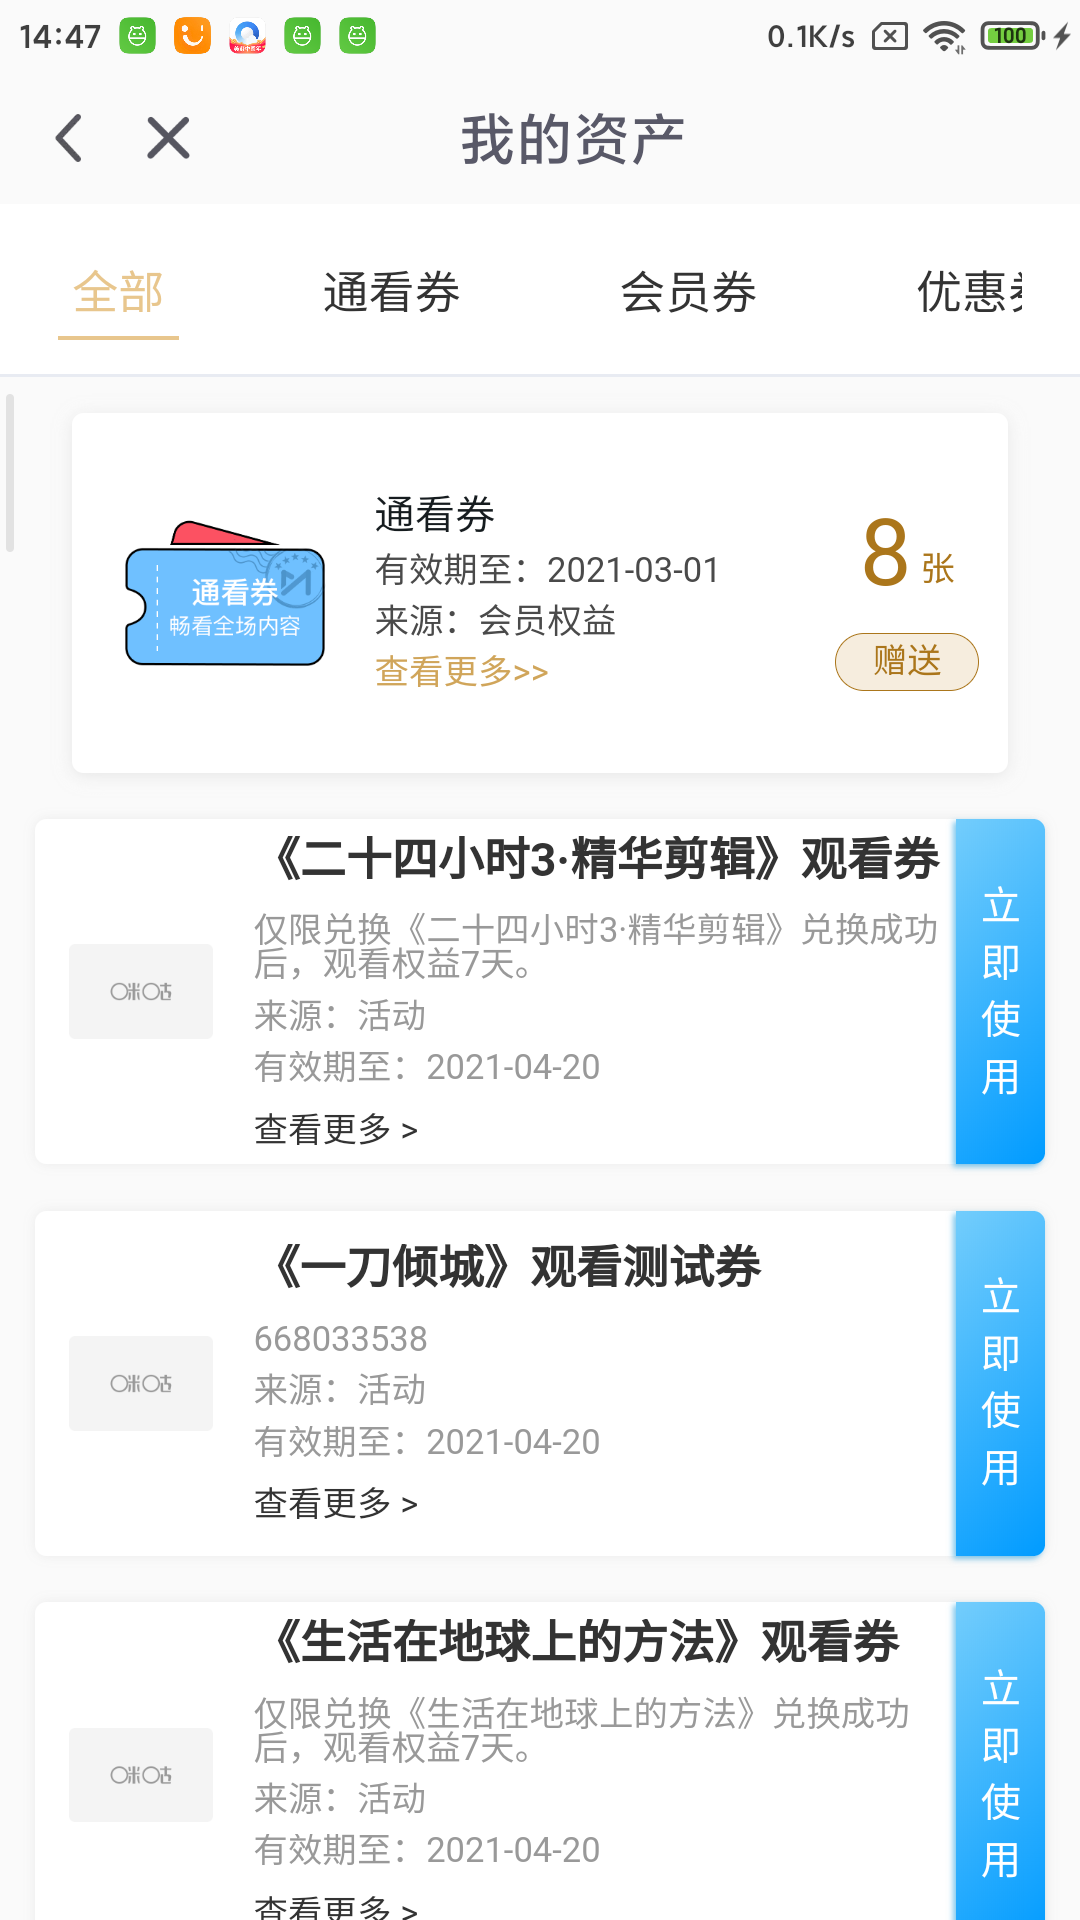 14:47
0.1K/s
100
我的资产
全部
通看券
会员券
优惠
通看券
畅看全场内容
通看券
有效期至：2021-03-01
来源：会员权益
查看更多>>
8 张
赠送
《二十四小时3·精华剪辑》观看券
仅限兑换《二十四小时3·精华剪辑》兑换成功
后，观看权益7天。
来源：活动
有效期至：2021-04-20
查看更多 >
立
即
使
用
咪咕
《一刀倾城》观看测试券
668033538
来源：活动
有效期至：2021-04-20
查看更多 >
立
即
使
用
咪咕
《生活在地球上的方法》观看券
仅限兑换《生活在地球上的方法》兑换成功
后，观看权益7天。
来源：活动
有效期至：2021-04-20
查看更多 >
立
即
使
用
咪咕